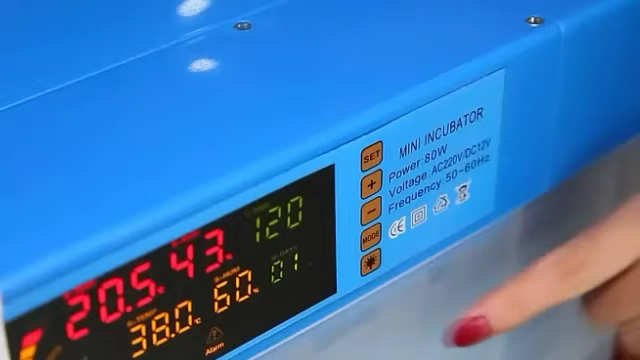 MINI INCUBATOR
Power:80W
Voltage:AC220V/DC12V
Frequency:50~60Hz
CE
SET
+
−
MODE
20.5. 43.
120
38.0 °C
60.%
01.
Alarm